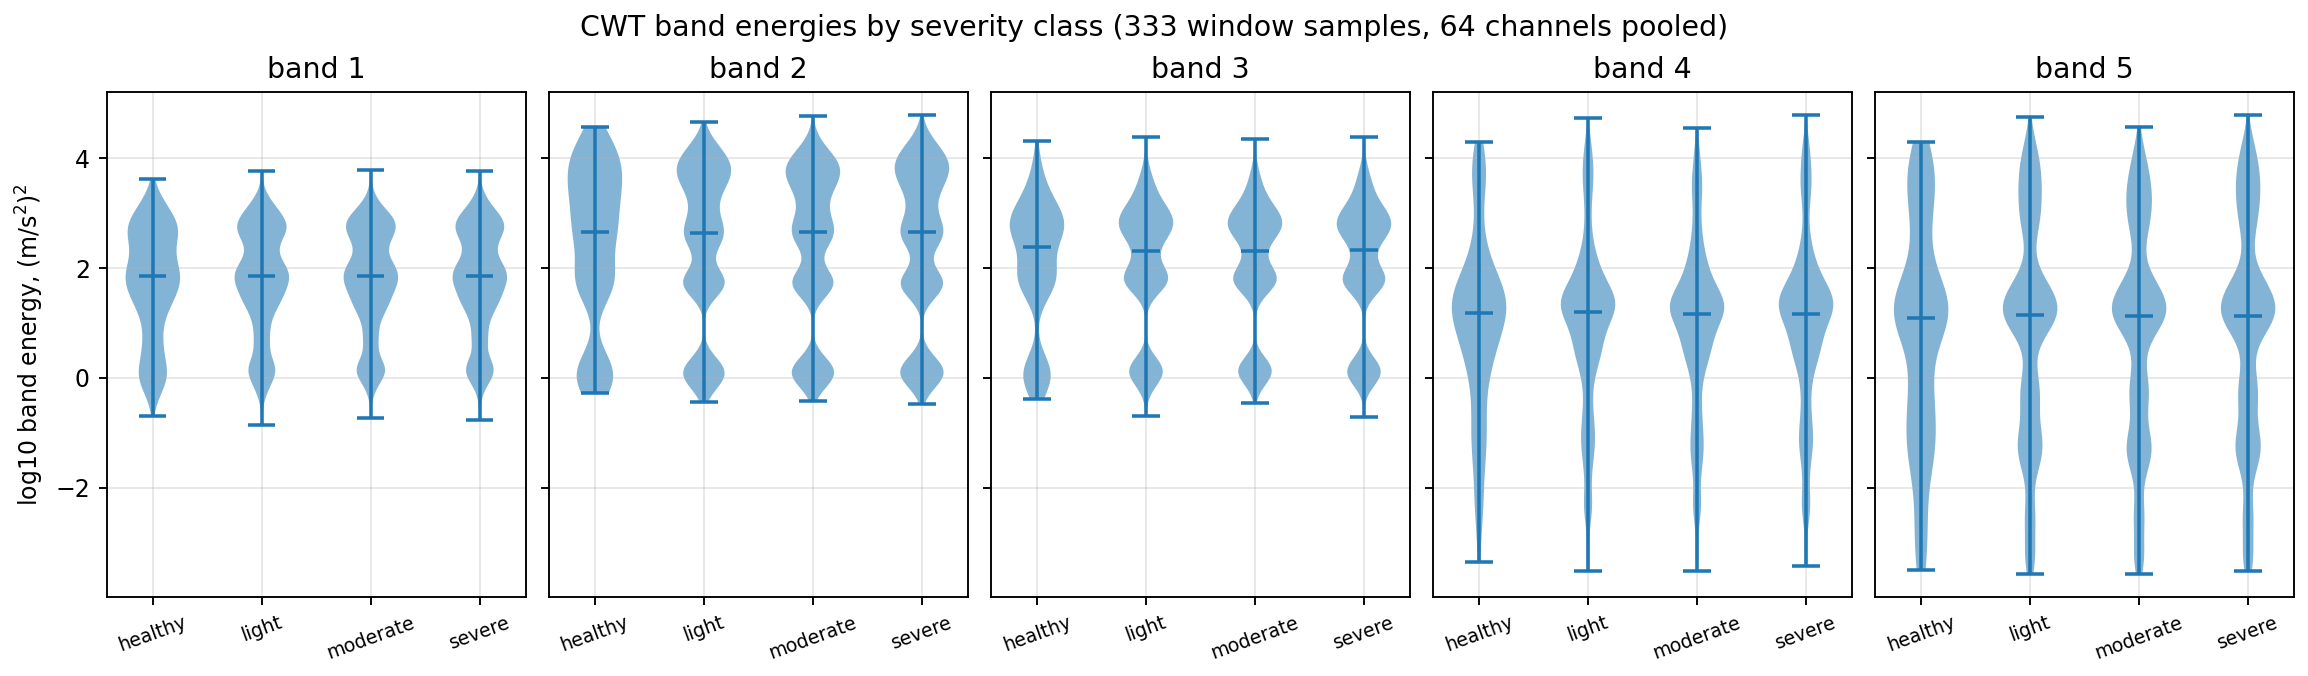 CWT band energies by severity class (333 window samples, 64 channels pooled)
band 1
band 2
band 3
band 4
band 5
log10 band energy, (m/s²)²
4
2
0
−2
healthy
light
moderate
severe
healthy
light
moderate
severe
healthy
light
moderate
severe
healthy
light
moderate
severe
healthy
light
moderate
severe